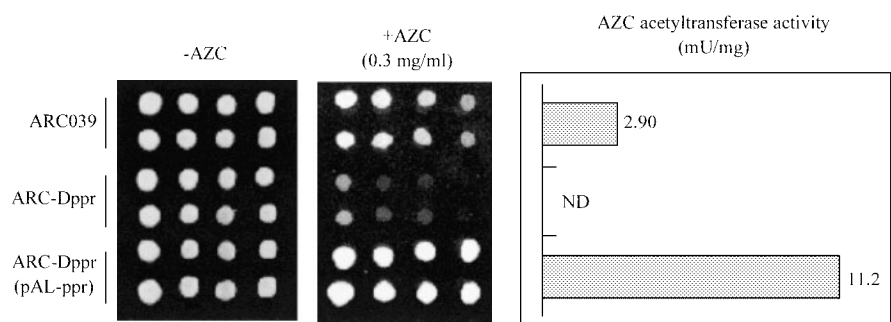 -AZC
+AZC
(0.3 mg/ml)
AZC acetyltransferase activity
(mU/mg)
ARC039
2.90
ARC-Dppr
ND
ARC-Dppr
(pAL-ppr)
11.2